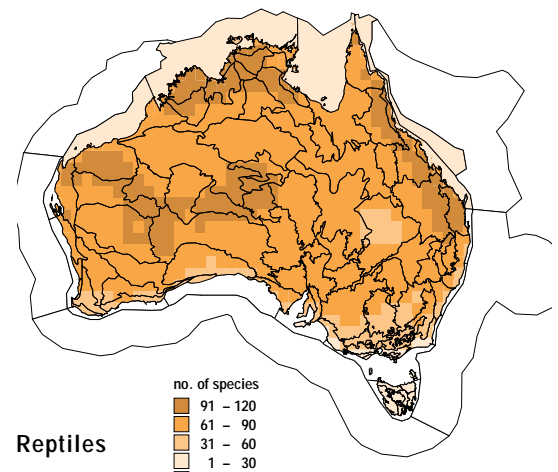 no. of species
91 – 120
61 – 90
31 – 60
1 – 30
Reptiles